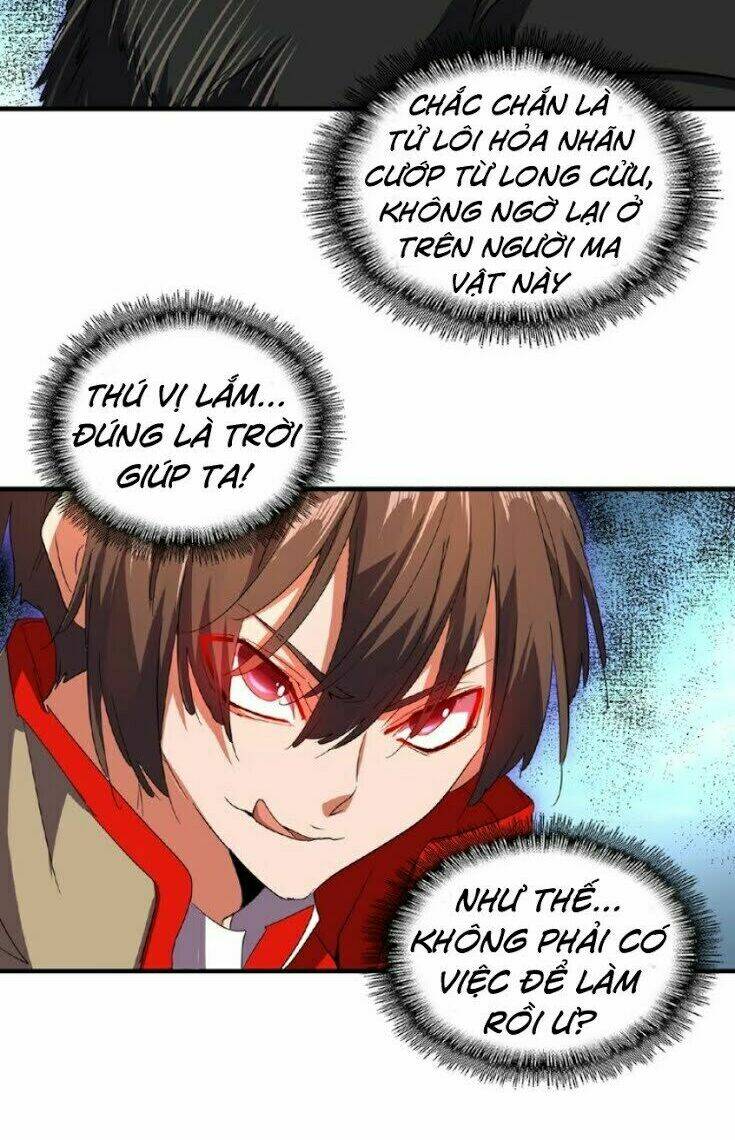 CHẮC CHẮN LÀ
TỬ LÔI HỎA NHÃN
CƯỚP TỪ LONG CỬU,
KHÔNG NGỜ LẠI Ở
TRÊN NGƯỜI MA
VẬT NÀY
THÚ VỊ LẮM...
ĐÚNG LÀ TRỜI
GIÚP TA!
NHƯ THẾ...
KHÔNG PHẢI CÓ
VIỆC ĐỂ LÀM
RỒI Ư?